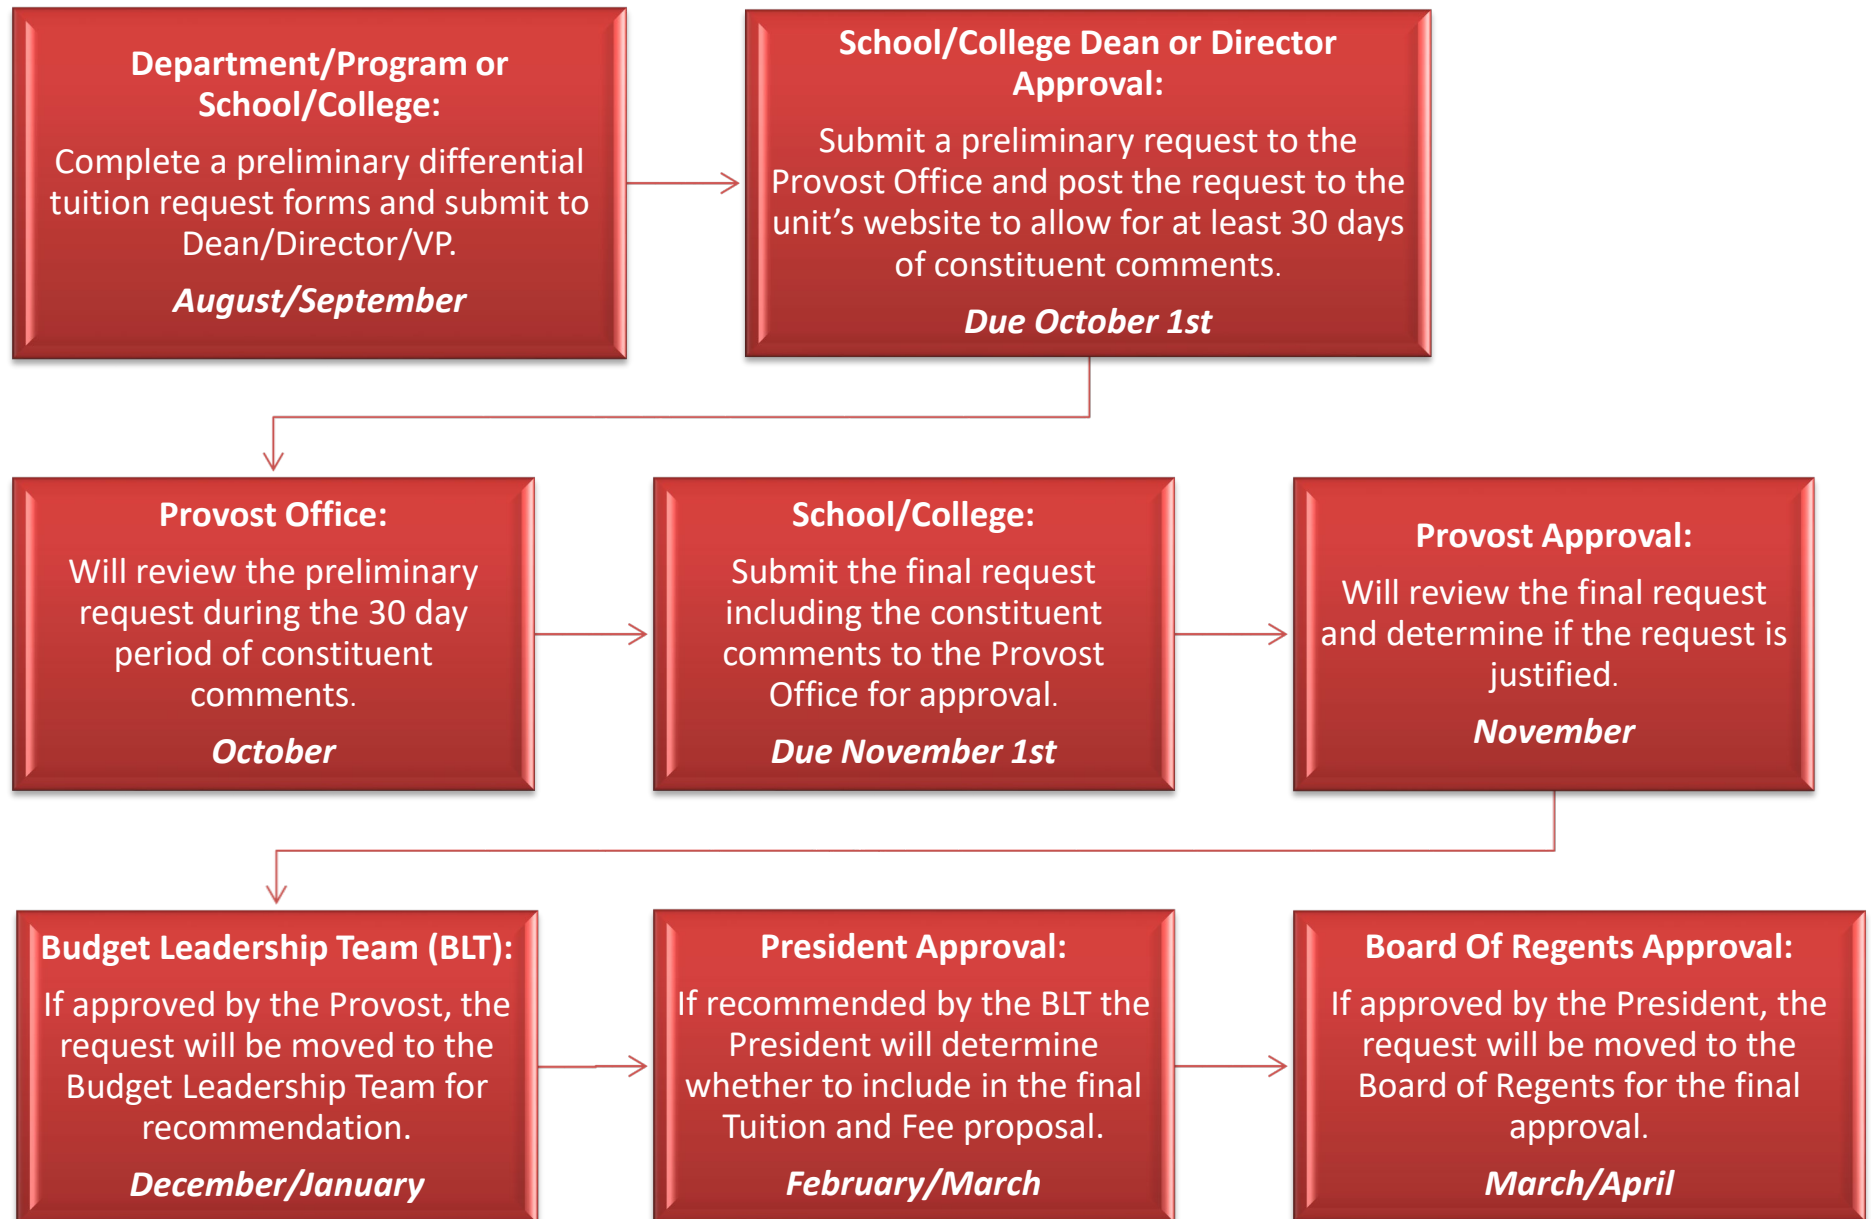 Department/Program or
School/College:
Complete a preliminary differential
tuition request forms and submit to
Dean/Director/VP.
August/September
School/College Dean or Director
Approval:
Submit a preliminary request to the
Provost Office and post the request to the
unit’s website to allow for at least 30 days
of constituent comments.
Due October 1st
Provost Office:
Will review the preliminary
request during the 30 day
period of constituent
comments.
October
School/College:
Submit the final request
including the constituent
comments to the Provost
Office for approval.
Due November 1st
Provost Approval:
Will review the final request
and determine if the request is
justified.
November
Budget Leadership Team (BLT):
If approved by the Provost, the
request will be moved to the
Budget Leadership Team for
recommendation.
December/January
President Approval:
If recommended by the BLT the
President will determine
whether to include in the final
Tuition and Fee proposal.
February/March
Board Of Regents Approval:
If approved by the President, the
request will be moved to the
Board of Regents for the final
approval.
March/April